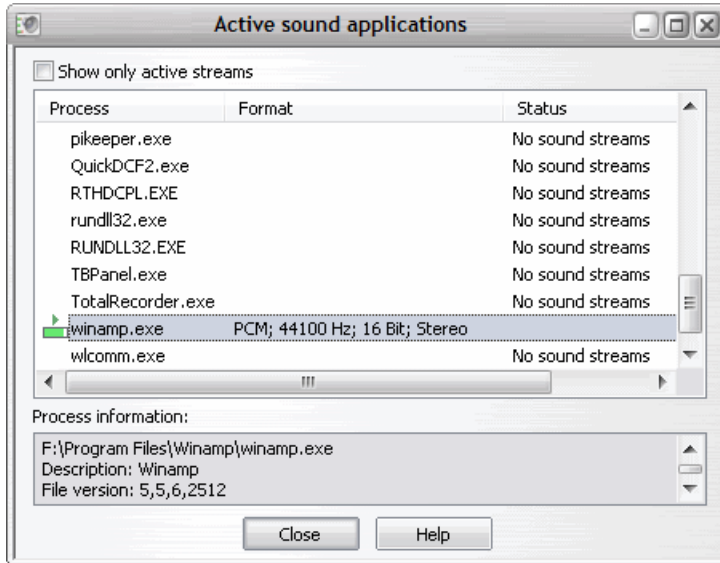 Active sound applications
Show only active streams
Process Format Status
pikeeper.exe No sound streams
QuickDCF2.exe No sound streams
RTHDCPL.EXE No sound streams
rundll32.exe No sound streams
RUNDLL32.EXE No sound streams
TBPanel.exe No sound streams
TotalRecorder.exe No sound streams
winamp.exe PCM; 44100 Hz; 16 Bit; Stereo
wlcomm.exe No sound streams
Process information:
F:\Program Files\Winamp\winamp.exe
Description: Winamp
File version: 5,5,6,2512
Close Help